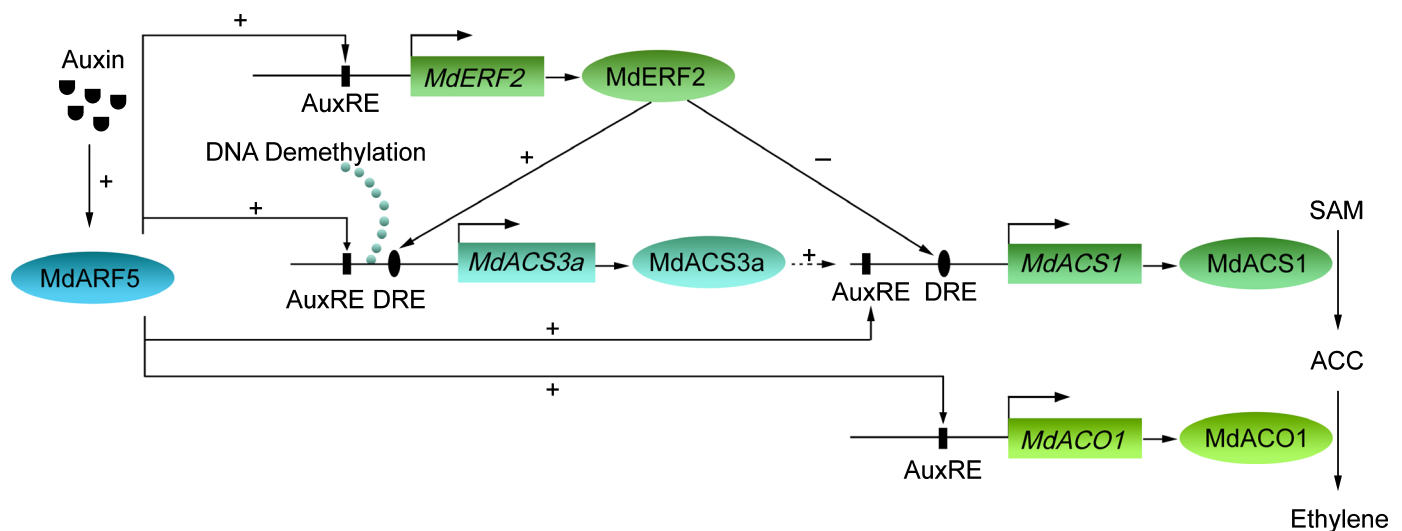 +
Auxin
MdERF2
MdERF2
AuxRE
DNA Demethylation
+
–
+
+
SAM
MdARF5
MdACS3a
MdACS3a
+
MdACS1
MdACS1
AuxRE DRE
AuxRE DRE
+
ACC
+
MdACO1
MdACO1
AuxRE
Ethylene